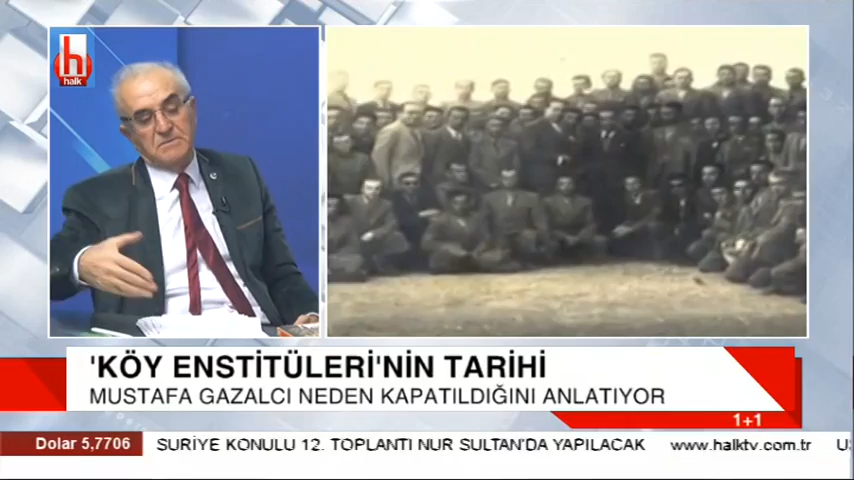 h
halk
'KÖY ENSTİTÜLERİ'NİN TARİHİ
MUSTAFA GAZALCI NEDEN KAPATILDIĞINI ANLATIYOR
1+1
Dolar 5,7706 SURİYE KONULU 12. TOPLANTI NUR SULTAN'DA YAPILACAK www.halktv.com.tr